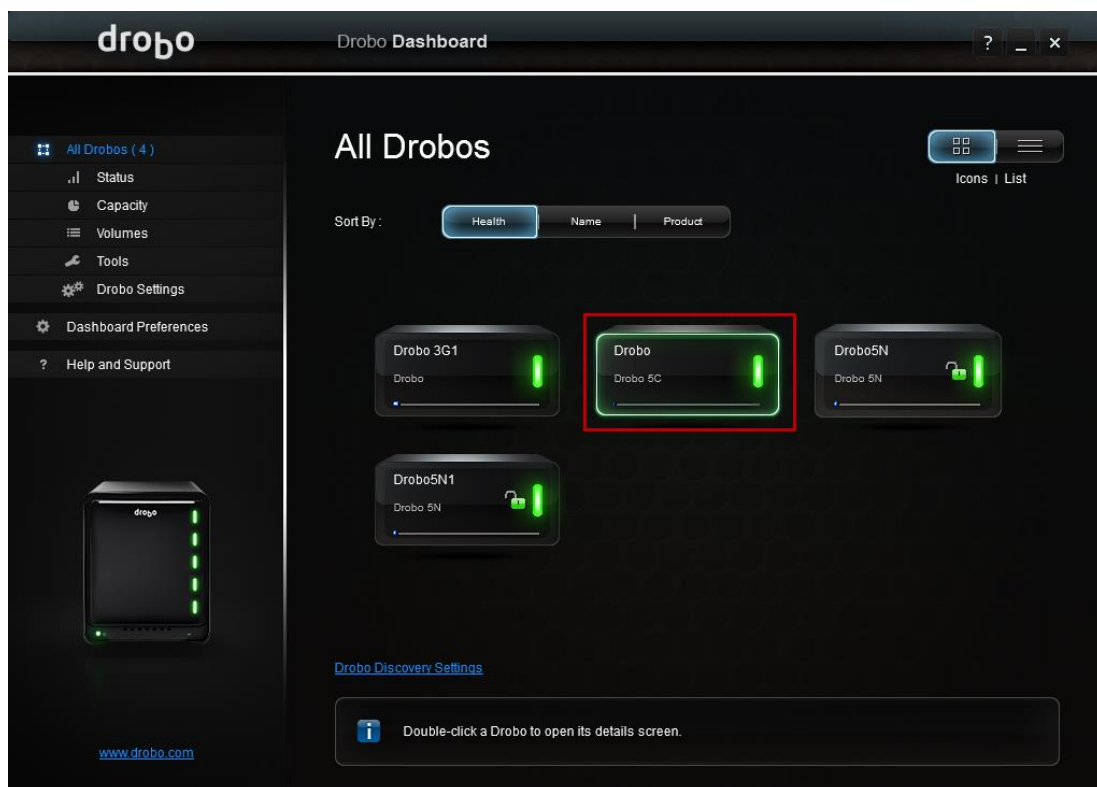 drobo
Drobo Dashboard
? _ ×
All Drobos ( 4 )
Status
Capacity
Volumes
Tools
Drobo Settings
Dashboard Preferences
? Help and Support
drobo
www.drobo.com
All Drobos
Icons | List
Sort By :
Health | Name | Product
Drobo 3G1
Drobo
Drobo
Drobo 5C
Drobo5N
Drobo 5N
Drobo5N1
Drobo 5N
Drobo Discovery Settings
i Double-click a Drobo to open its details screen.